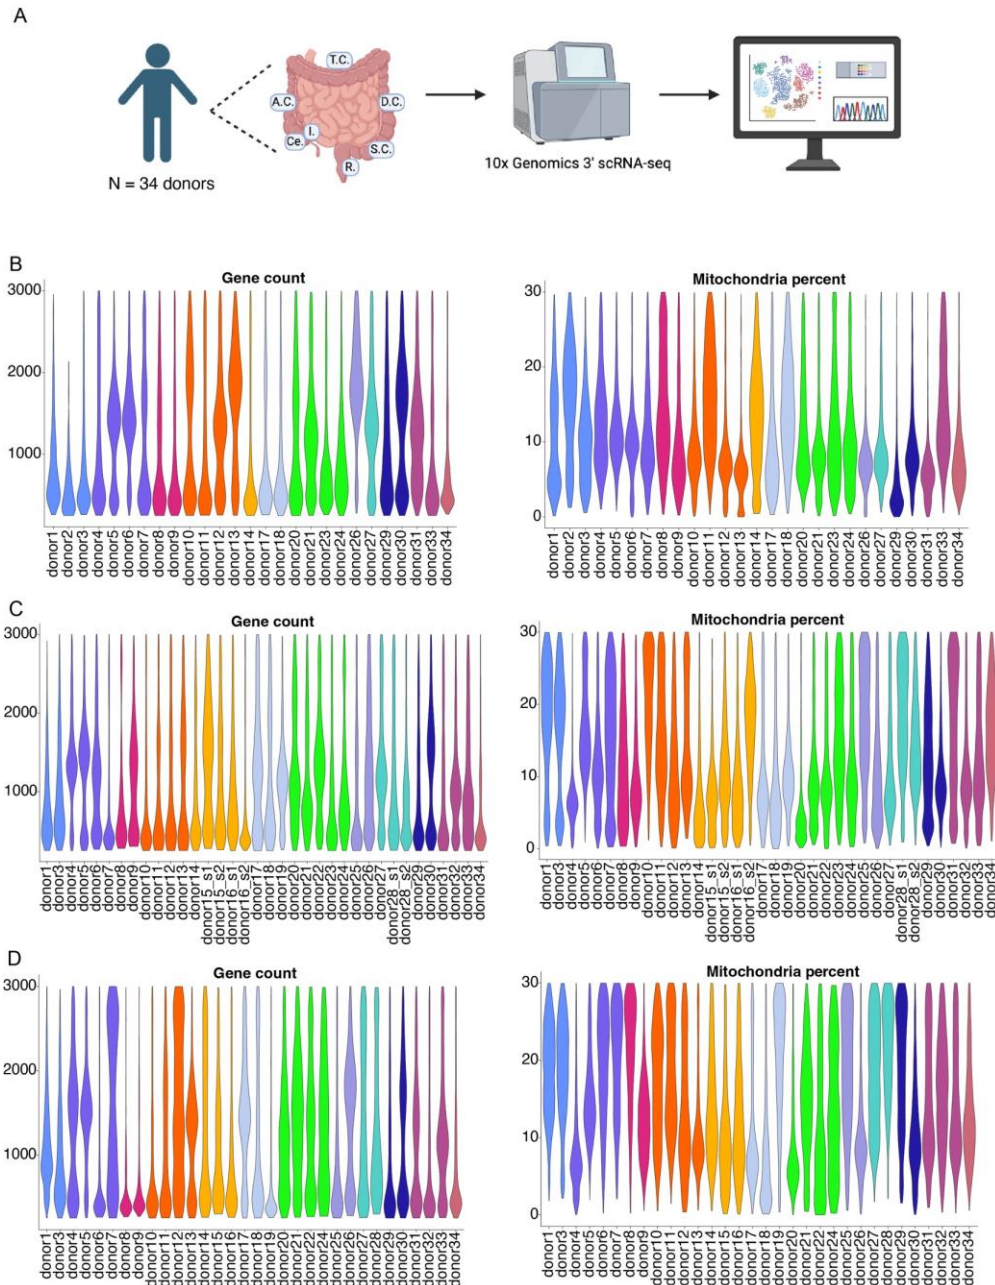 A
T.C.
A.C.
D.C.
I.
Ce.
S.C.
R.
N = 34 donors
10x Genomics 3' scRNA-seq
B
Gene count
3000
2000
1000
donor1 donor2 donor3 donor4 donor5 donor6 donor7 donor8 donor9 donor10 donor11 donor12 donor13 donor14 donor17 donor18 donor20 donor21 donor23 donor24 donor26 donor27 donor29 donor30 donor31 donor33 donor34
Mitochondria percent
30
20
10
0
donor1 donor2 donor3 donor4 donor5 donor6 donor7 donor8 donor9 donor10 donor11 donor12 donor13 donor14 donor17 donor18 donor20 donor21 donor23 donor24 donor26 donor27 donor29 donor30 donor31 donor33 donor34
C
Gene count
3000
2000
1000
donor1 donor3 donor4 donor5 donor6 donor7 donor8 donor9 donor10 donor11 donor12 donor13 donor14 donor15_s1 donor15_s2 donor16_s1 donor16_s2 donor17 donor18 donor19 donor20 donor21 donor22 donor23 donor24 donor25 donor26 donor27 donor28_s1 donor28_s2 donor29 donor30 donor31 donor32 donor33 donor34
Mitochondria percent
30
20
10
0
donor1 donor3 donor4 donor5 donor6 donor7 donor8 donor9 donor10 donor11 donor12 donor13 donor14 donor15_s1 donor15_s2 donor16_s1 donor16_s2 donor17 donor18 donor19 donor20 donor21 donor22 donor23 donor24 donor25 donor26 donor27 donor28_s1 donor28_s2 donor29 donor30 donor31 donor32 donor33 donor34
D
Gene count
3000
2000
1000
donor1 donor3 donor4 donor5 donor6 donor7 donor8 donor9 donor10 donor11 donor12 donor13 donor14 donor15 donor16 donor17 donor18 donor19 donor20 donor21 donor22 donor23 donor24 donor25 donor26 donor27 donor28 donor29 donor30 donor31 donor32 donor33 donor34
Mitochondria percent
30
20
10
0
donor1 donor3 donor4 donor5 donor6 donor7 donor8 donor9 donor10 donor11 donor12 donor13 donor14 donor15 donor16 donor17 donor18 donor19 donor20 donor21 donor22 donor23 donor24 donor25 donor26 donor27 donor28 donor29 donor30 donor31 donor32 donor33 donor34